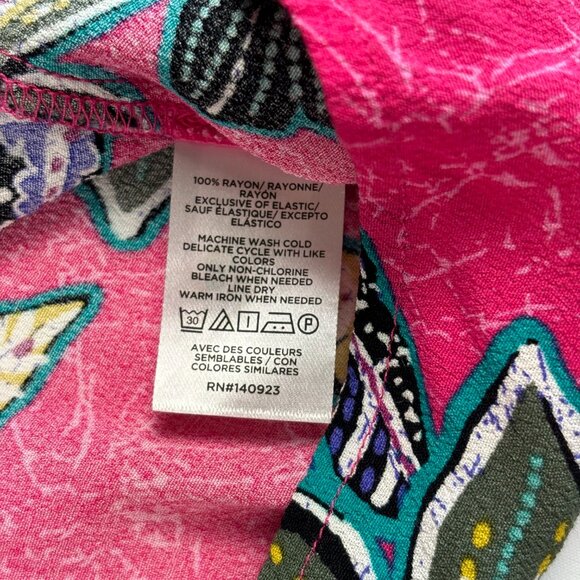 100% RAYON/ RAYONNE/
RAYON
EXCLUSIVE OF ELASTIC/
SAUF ÉLASTIQUE/ EXCEPTO
ELÁSTICO
MACHINE WASH COLD
DELICATE CYCLE WITH LIKE
COLORS
ONLY NON-CHLORINE
BLEACH WHEN NEEDED
LINE DRY
WARM IRON WHEN NEEDED
30 P
AVEC DES COULEURS
SEMBLABLES / CON
COLORES SIMILARES
RN#140923